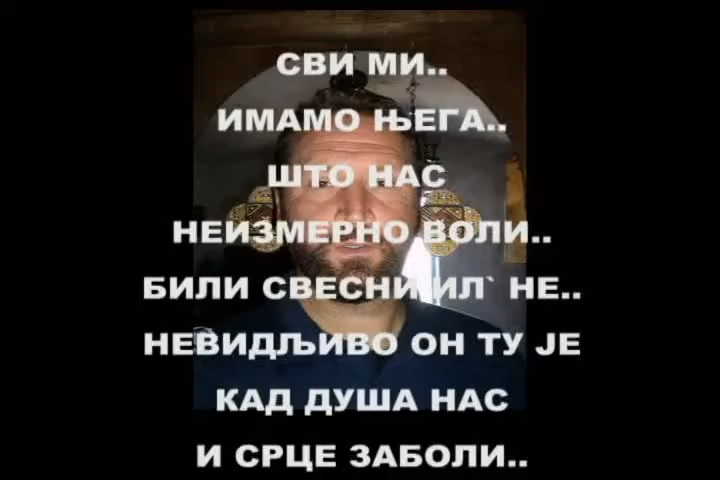 СВИ МИ..
ИМАМО ЊЕГА..
ШТО НАС
НЕИЗМЕРНО ВОЛИ..
БИЛИ СВЕСНИ ИЛ` НЕ..
НЕВИДЉИВО ОН ТУ ЈЕ
КАД ДУША НАС
И СРЦЕ ЗАБОЛИ..